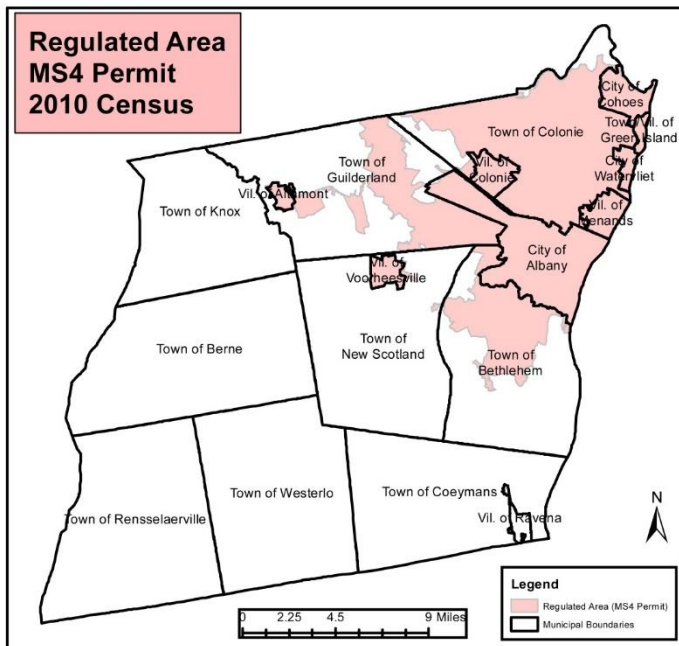 Regulated Area
MS4 Permit
2010 Census
City of
Cohoes
Town/Vil. of
Green Island
Town of Colonie
City of
Watervliet
Vil. of
Colonie
Town of
Guilderland
Vil. of Altamont
Vil. of
Menands
Town of Knox
City of
Albany
Vil. of
Voorheesville
Town of Berne
Town of
New Scotland
Town of
Bethlehem
Town of Westerlo
Town of Coeymans
Town of Rensselaerville
Vil. of Ravena
N
Legend
Regulated Area (MS4 Permit)
Municipal Boundaries
0 2.25 4.5 9 Miles